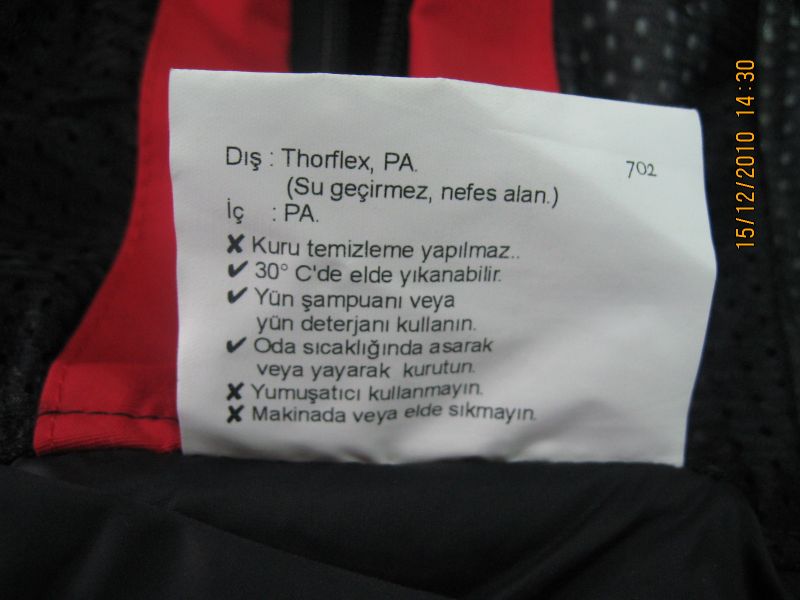 Dış : Thorflex, PA.
702
(Su geçirmez, nefes alan.)
İç : PA.
✘ Kuru temizleme yapılmaz..
✔ 30° C'de elde yıkanabilir.
✔ Yün şampuanı veya
yün deterjanı kullanın.
✔ Oda sıcaklığında asarak
veya yayarak kurutun.
✘ Yumuşatıcı kullanmayın.
✘ Makinada veya elde sıkmayın.
15/12/2010 14:30